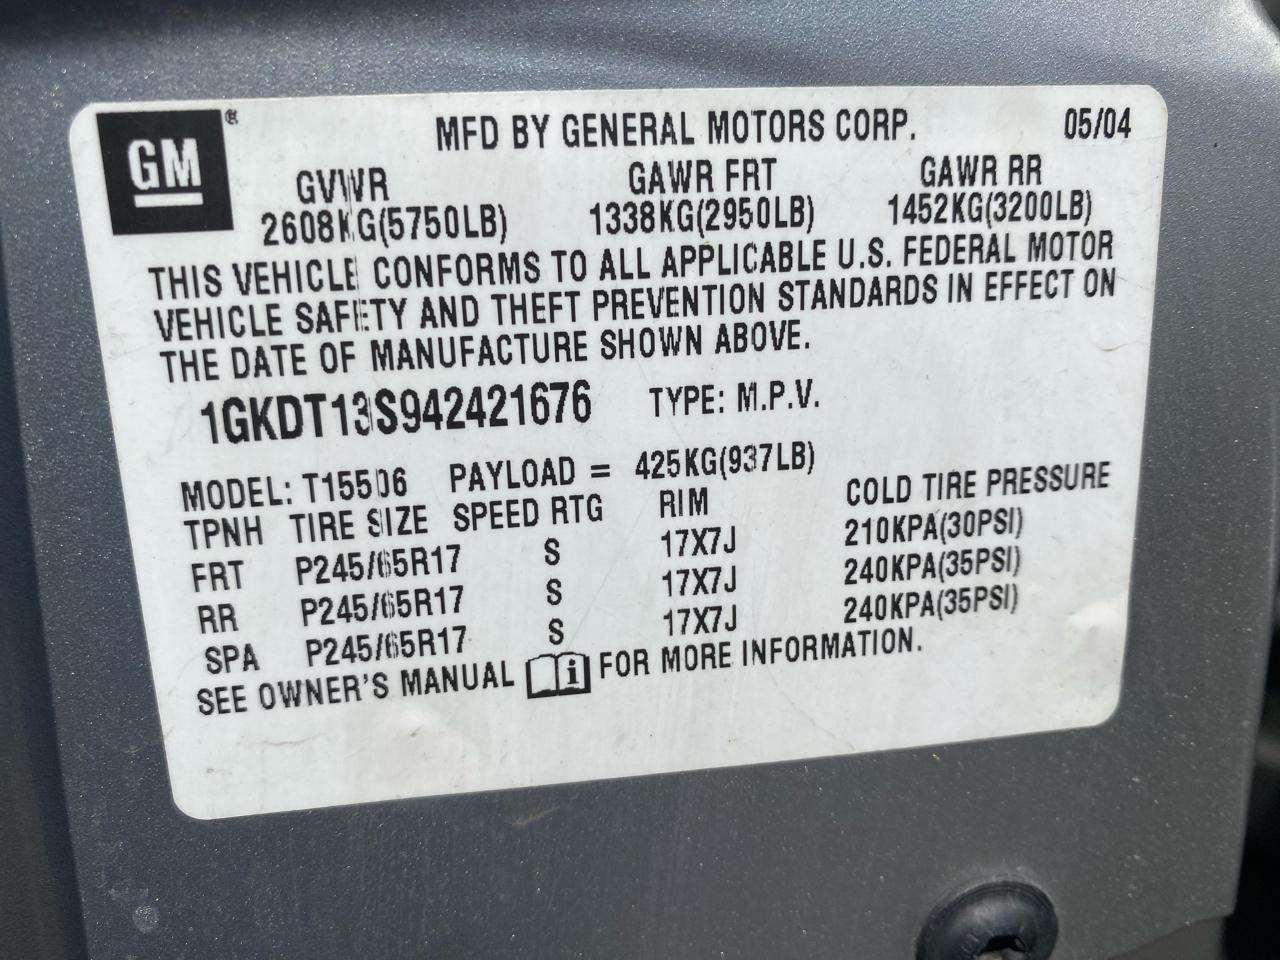 GM®
MFD BY GENERAL MOTORS CORP. 05/04
GVWR GAWR FRT GAWR RR
2608KG(5750LB) 1338KG(2950LB) 1452KG(3200LB)
THIS VEHICLE CONFORMS TO ALL APPLICABLE U.S. FEDERAL MOTOR
VEHICLE SAFETY AND THEFT PREVENTION STANDARDS IN EFFECT ON
THE DATE OF MANUFACTURE SHOWN ABOVE.
1GKDT13S942421676 TYPE: M.P.V.
MODEL: T15506 PAYLOAD = 425KG(937LB)
TPNH TIRE SIZE SPEED RTG RIM COLD TIRE PRESSURE
FRT P245/65R17 S 17X7J 210KPA(30PSI)
RR P245/65R17 S 17X7J 240KPA(35PSI)
SPA P245/65R17 S 17X7J 240KPA(35PSI)
SEE OWNER'S MANUAL i FOR MORE INFORMATION.